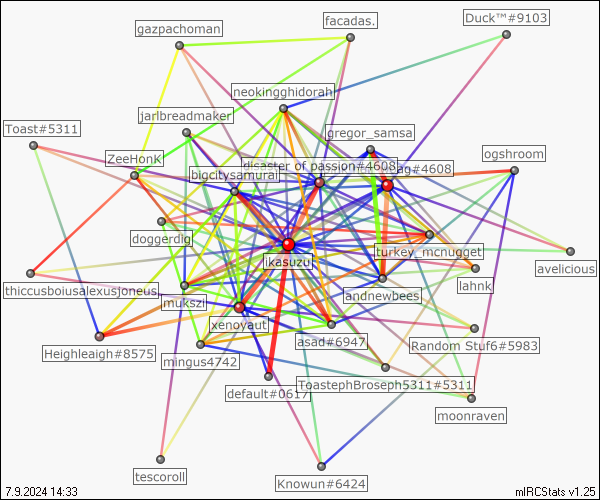 Duck™#9103
facadas.
gazpachoman
neokingghidorah
jarlbreadmaker
Toast#5311
gregor_samsa
ogshroom
ZeeHonk
disaster of passion#4608
ag#4608
bigcitysamurai
doggerdig
turkey_mcnugget
ikasuzu
avelicious
lahnk
thiccusboiusalexusjoneus
mukszi
andnewbees
xenoyaut
asad#6947
Random Stuf6#5983
Heighleigh#8575
mingus4742
ToastephBroseph5311#5311
default#0617
moonraven
tescoroll
Knowun#6424
7.9.2024 14:33
mIRCStats v1.25